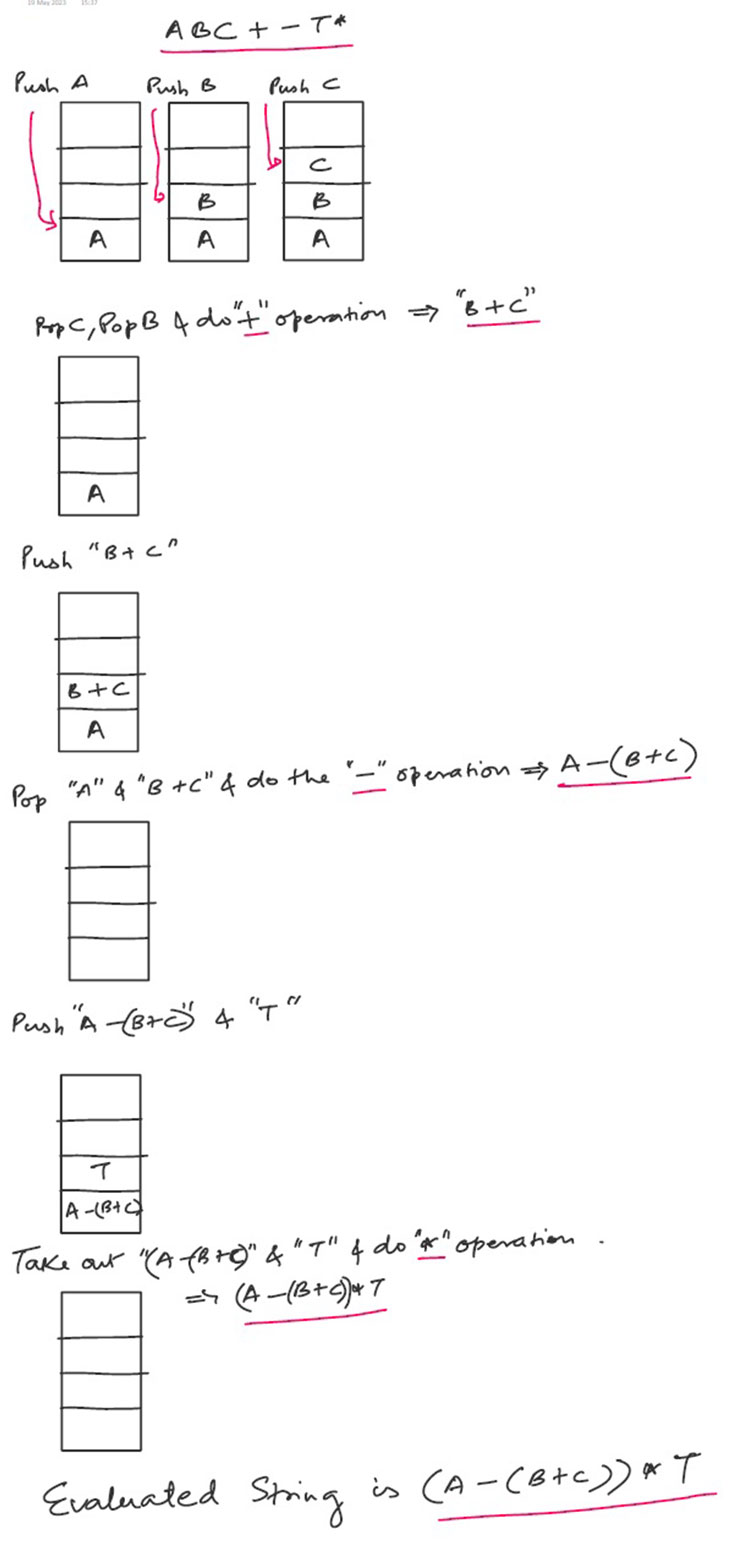 19 May 2023 15:37
ABC+-T*
Push A Push B Push C
C
B B
A A A
Pop C, Pop B & do "+" operation ⇒ "B+C"
A
Push "B+C"
B+C
A
Pop "A" & "B+C" & do the "-" operation ⇒ A-(B+C)
Push "A-(B+C)" & "T"
T
A-(B+C)
Take out "(A-(B+C)" & "T" & do "*" operation.
⇒ (A-(B+C))*T
Evaluated String is (A-(B+C))*T